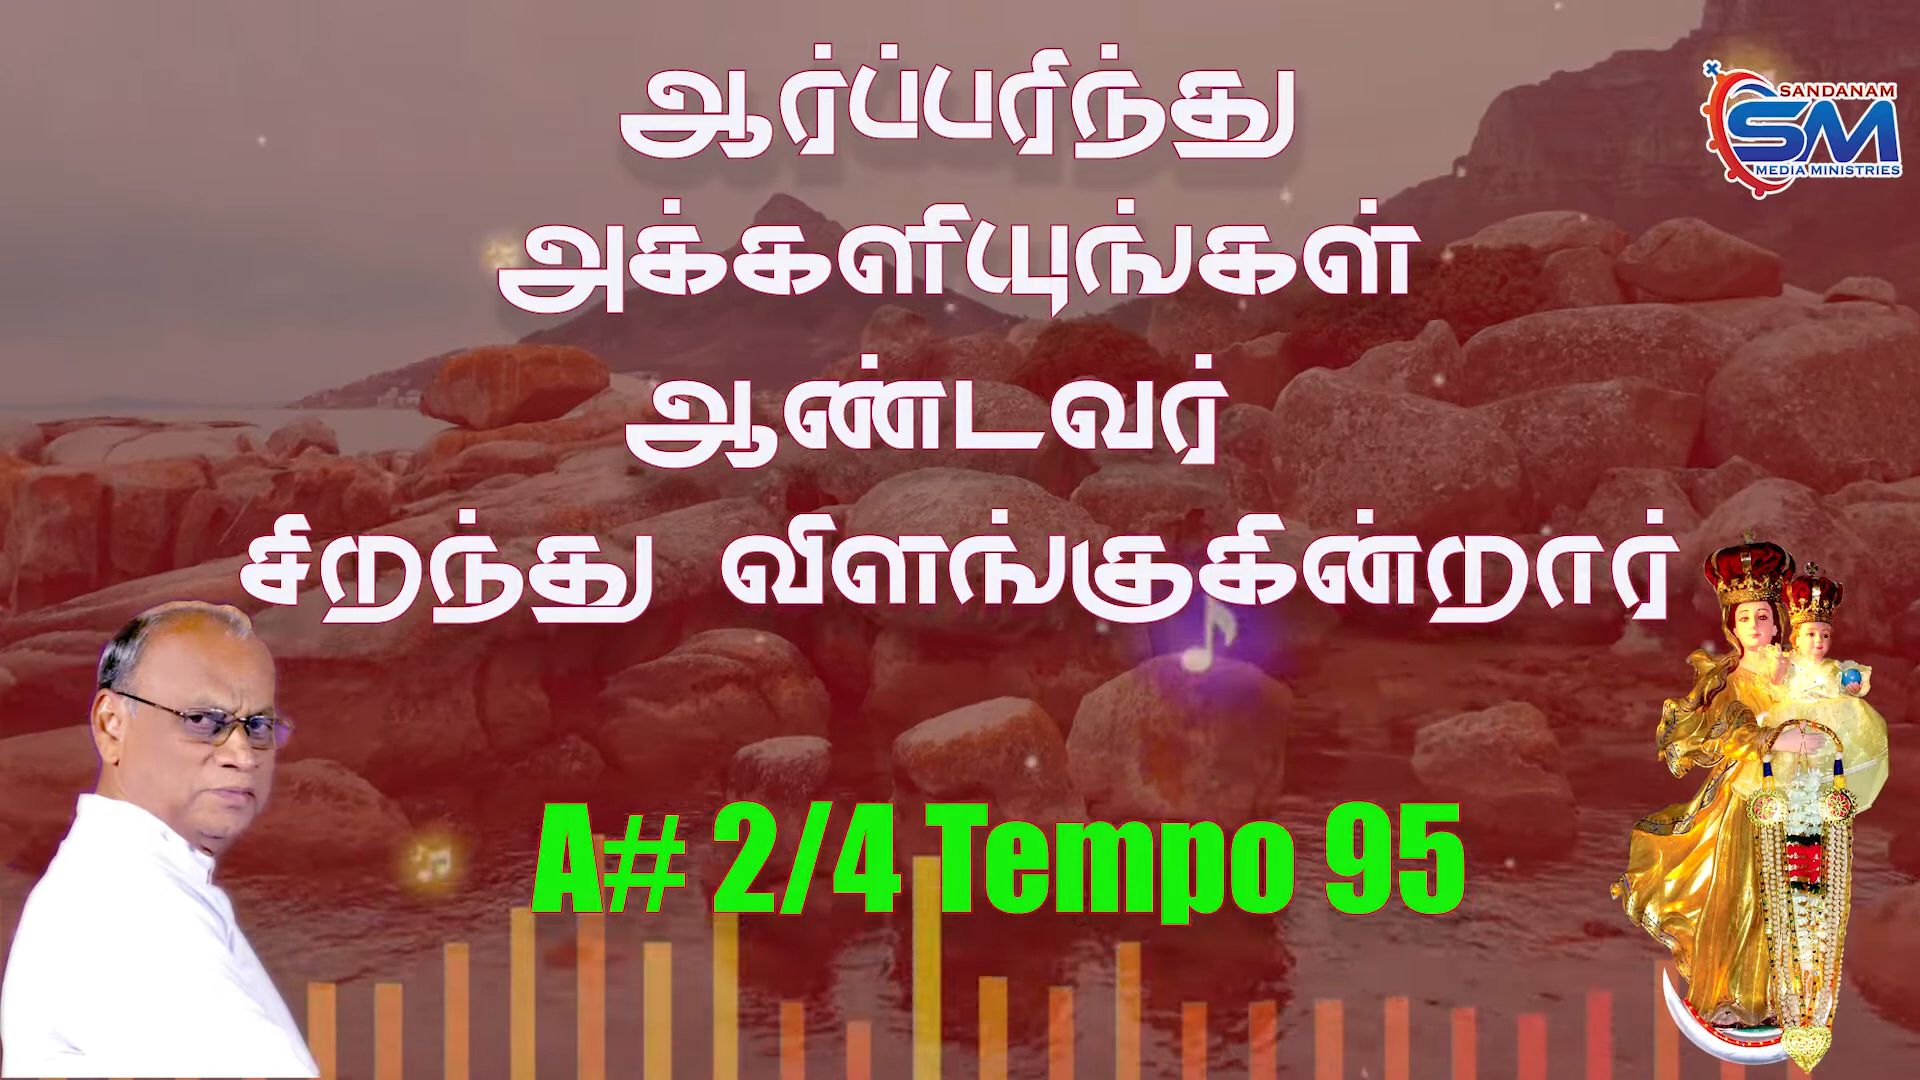 ஆர்ப்பரிந்து
அக்களியுங்கள்
ஆண்டவர்
சிறந்து விளங்குகின்றார்
A# 2/4 Tempo 95
SANDANAM
SM
MEDIA MINISTRIES